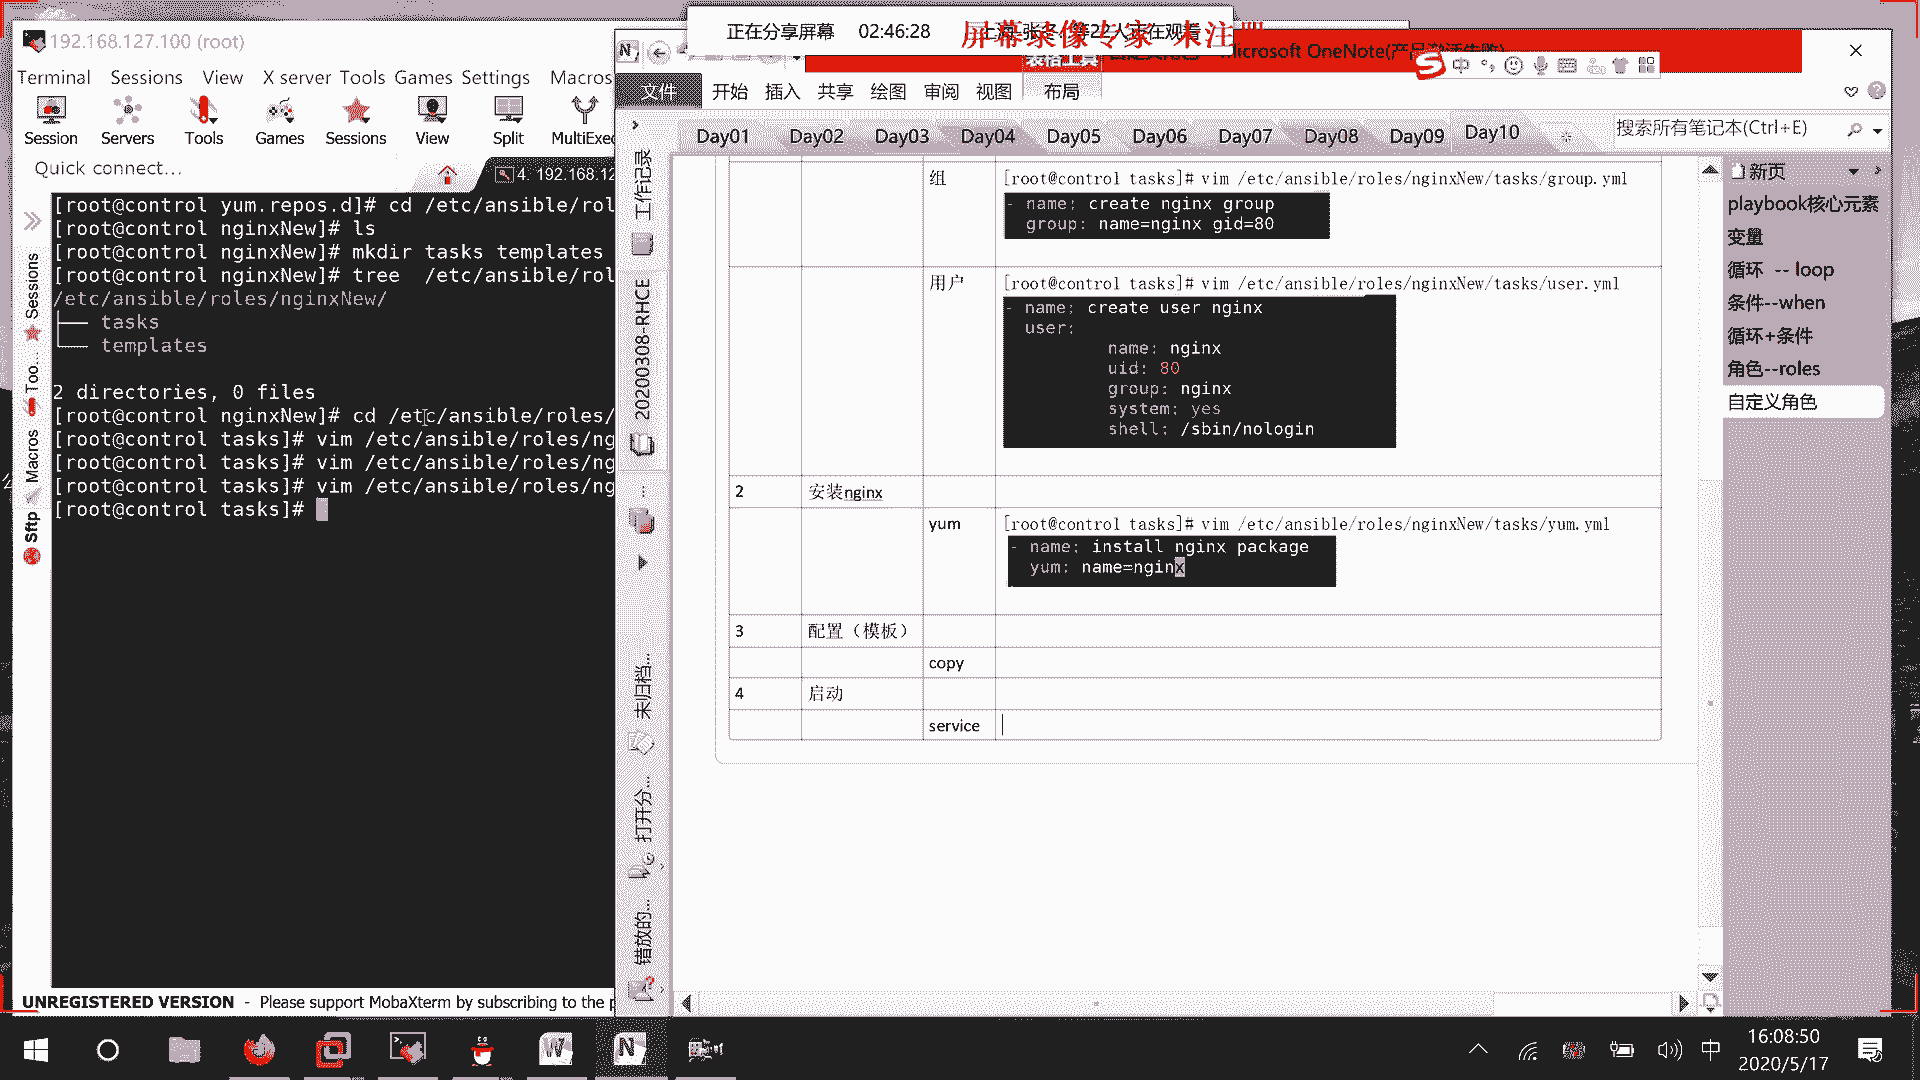 正在分享屏幕 02:46:28
屏幕录像专家 未注册
192.168.127.100 (root)
Terminal Sessions View X server Tools Games Settings Macros
Session Servers Tools Games Sessions View Split MultiExec
Quick connect...
4. 192.168.12
[root@control yum.repos.d]# cd /etc/ansible/rol
[root@control nginxNew]# ls
[root@control nginxNew]# mkdir tasks templates
[root@control nginxNew]# tree /etc/ansible/rol
/etc/ansible/roles/nginxNew/
├── tasks
└── templates
2 directories, 0 files
[root@control nginxNew]# cd /etc/ansible/roles/
[root@control tasks]# vim /etc/ansible/roles/ng
[root@control tasks]# vim /etc/ansible/roles/ng
[root@control tasks]# vim /etc/ansible/roles/ng
[root@control tasks]#
Sessions
Too...
Macros
Sftp
UNREGISTERED VERSION - Please support MobaXterm by subscribing to the p
Microsoft OneNote(产品激活失败)
表格工具
文件 开始 插入 共享 绘图 审阅 视图 布局
Day01 Day02 Day03 Day04 Day05 Day06 Day07 Day08 Day09 Day10
搜索所有笔记本(Ctrl+E)
工作记录
20200308-RHCE
未归档...
打开分...
错放的...
组 [root@control tasks]# vim /etc/ansible/roles/nginxNew/tasks/group.yml
- name: create nginx group
group: name=nginx gid=80
用户 [root@control tasks]# vim /etc/ansible/roles/nginxNew/tasks/user.yml
- name: create user nginx
user:
name: nginx
uid: 80
group: nginx
system: yes
shell: /sbin/nologin
2 安装nginx
yum [root@control tasks]# vim /etc/ansible/roles/nginxNew/tasks/yum.yml
- name: install nginx package
yum: name=nginx
3 配置（模板）
copy
4 启动
service
新页
playbook核心元素
变量
循环 -- loop
条件--when
循环+条件
角色--roles
自定义角色
中
16:08:50
2020/5/17